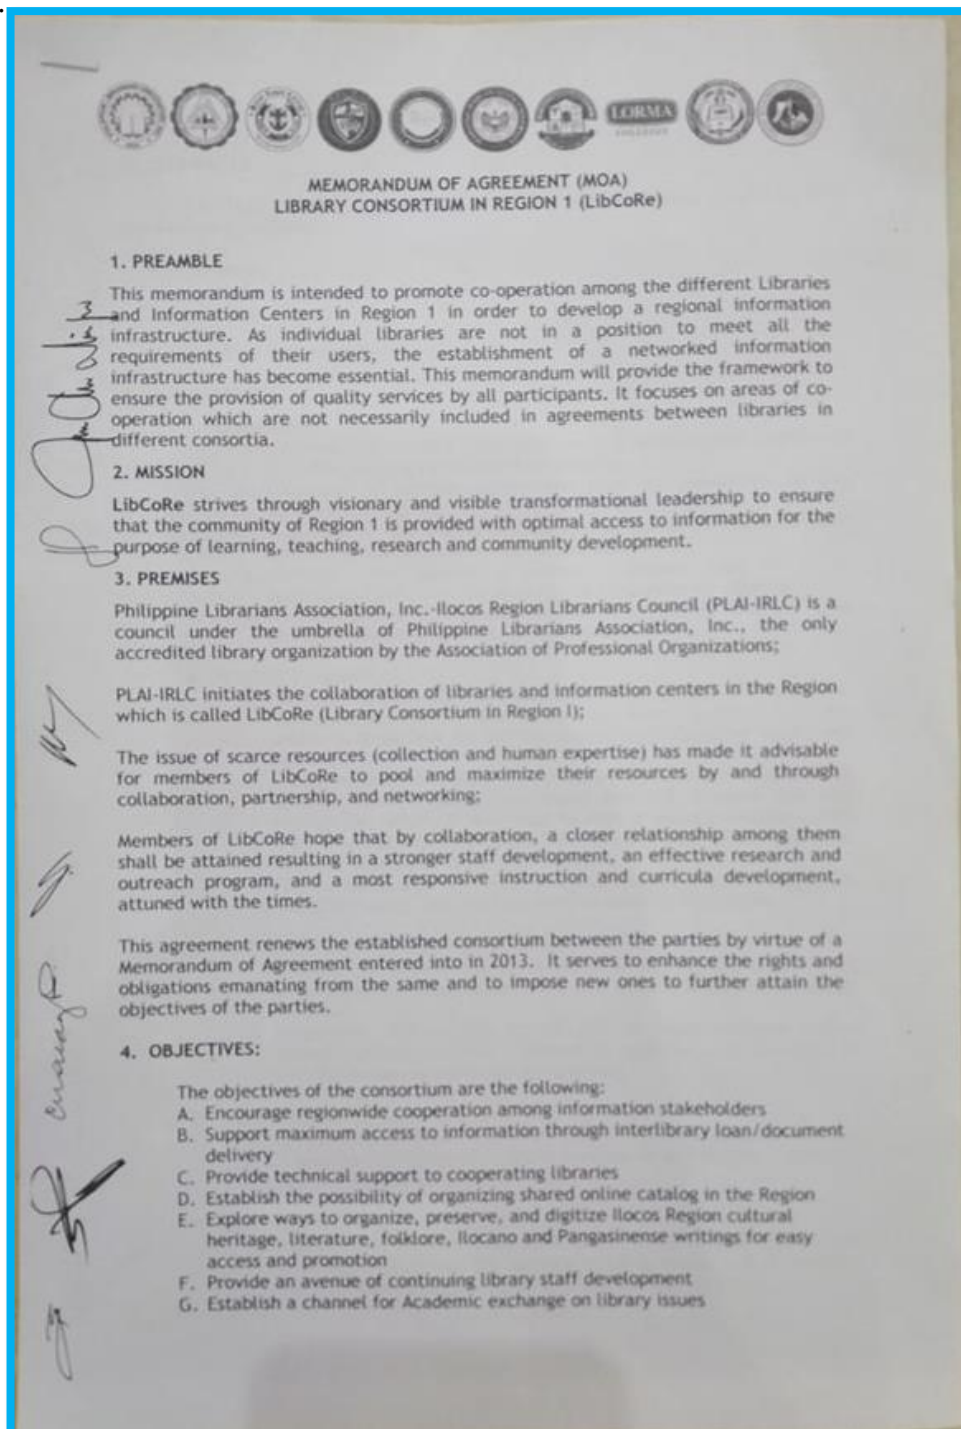 LORMA
COLLEGES
MEMORANDUM OF AGREEMENT (MOA)
LIBRARY CONSORTIUM IN REGION 1 (LibCoRe)
1. PREAMBLE
This memorandum is intended to promote co-operation among the different Libraries
and Information Centers in Region 1 in order to develop a regional information
infrastructure. As individual libraries are not in a position to meet all the
requirements of their users, the establishment of a networked information
infrastructure has become essential. This memorandum will provide the framework to
ensure the provision of quality services by all participants. It focuses on areas of co-
operation which are not necessarily included in agreements between libraries in
different consortia.
2. MISSION
LibCoRe strives through visionary and visible transformational leadership to ensure
that the community of Region 1 is provided with optimal access to information for the
purpose of learning, teaching, research and community development.
3. PREMISES
Philippine Librarians Association, Inc.-Ilocos Region Librarians Council (PLAI-IRLC) is a
council under the umbrella of Philippine Librarians Association, Inc., the only
accredited library organization by the Association of Professional Organizations;
PLAI-IRLC initiates the collaboration of libraries and information centers in the Region
which is called LibCoRe (Library Consortium in Region I);
The issue of scarce resources (collection and human expertise) has made it advisable
for members of LibCoRe to pool and maximize their resources by and through
collaboration, partnership, and networking;
Members of LibCoRe hope that by collaboration, a closer relationship among them
shall be attained resulting in a stronger staff development, an effective research and
outreach program, and a most responsive instruction and curricula development,
attuned with the times.
This agreement renews the established consortium between the parties by virtue of a
Memorandum of Agreement entered into in 2013. It serves to enhance the rights and
obligations emanating from the same and to impose new ones to further attain the
objectives of the parties.
4. OBJECTIVES:
The objectives of the consortium are the following:
A. Encourage regionwide cooperation among information stakeholders
B. Support maximum access to information through interlibrary loan/document
delivery
C. Provide technical support to cooperating libraries
D. Establish the possibility of organizing shared online catalog in the Region
E. Explore ways to organize, preserve, and digitize Ilocos Region cultural
heritage, literature, folklore, Ilocano and Pangasinense writings for easy
access and promotion
F. Provide an avenue of continuing library staff development
G. Establish a channel for Academic exchange on library issues